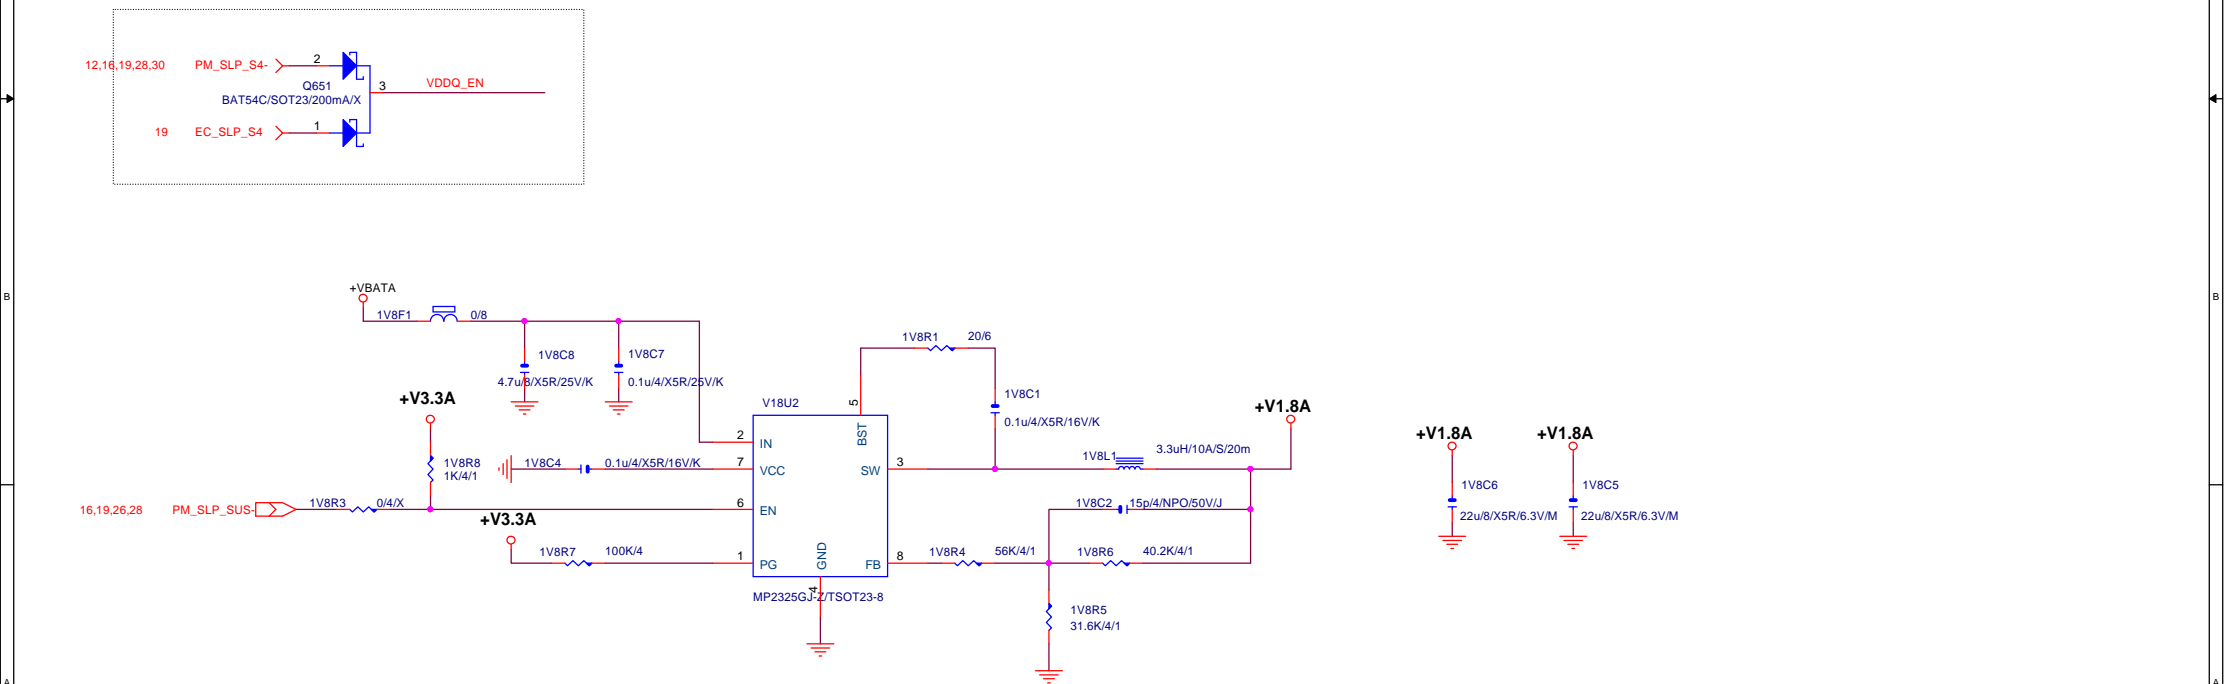 12,16,19,28,30
PM_SLP_S4-
2
Q651
BAT54C/SOT23/200mA/X
3
VDDQ_EN
19
EC_SLP_S4
1
B
B
+VBATA
1V8F1
0/8
1V8C8
4.7u/8/X5R/25V/K
1V8C7
0.1u/4/X5R/25V/K
1V8R1
20/6
1V8C1
0.1u/4/X5R/16V/K
+V3.3A
1V8R8
1K/4/1
V18U2
5
BST
2
IN
1V8C4
0.1u/4/X5R/16V/K
7
VCC
SW
3
1V8L1
3.3uH/10A/S/20m
+V1.8A
+V1.8A
+V1.8A
1V8C6
22u/8/X5R/6.3V/M
1V8C5
22u/8/X5R/6.3V/M
16,19,26,28
PM_SLP_SUS-
1V8R3
0/4/X
6
EN
1V8C2
15p/4/NPO/50V/J
+V3.3A
1V8R7
100K/4
1
PG
GND
4
FB
8
1V8R4
56K/4/1
1V8R6
40.2K/4/1
MP2325GJ-Z/TSOT23-8
1V8R5
31.6K/4/1
A
A